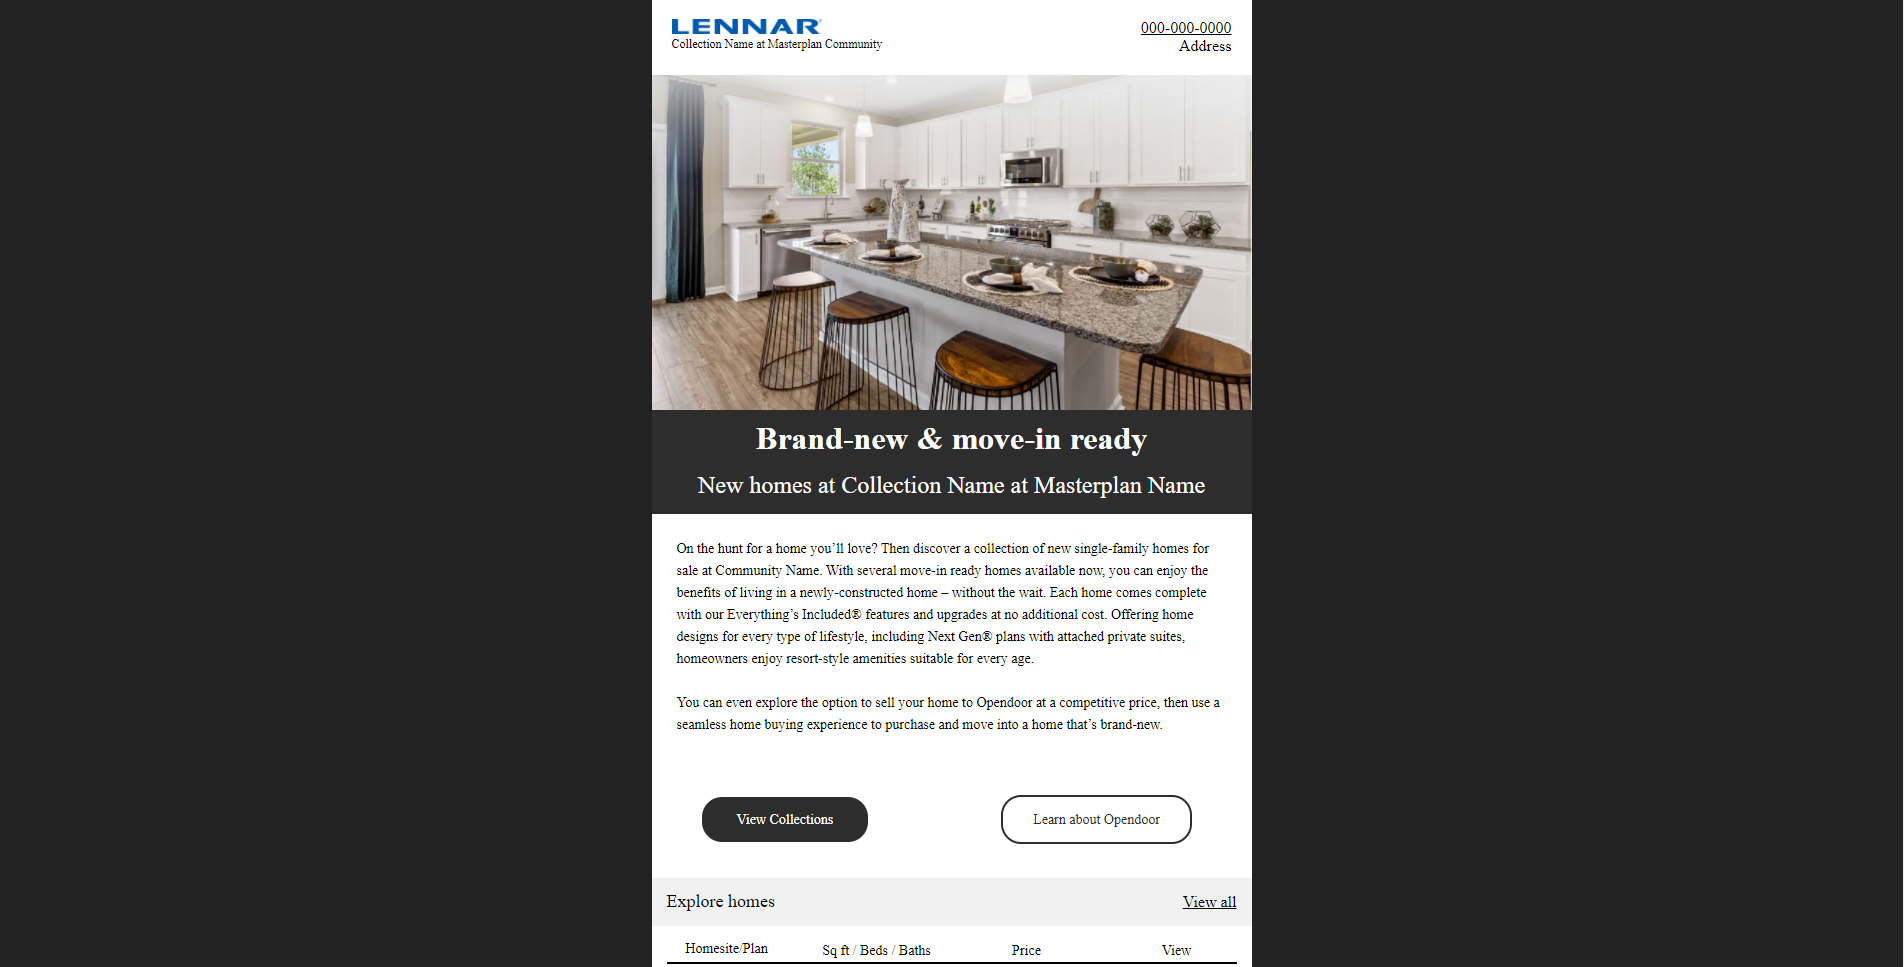 LENNAR
Collection Name at Masterplan Community
000-000-0000
Address
Brand-new & move-in ready
New homes at Collection Name at Masterplan Name
On the hunt for a home you’ll love? Then discover a collection of new single-family homes for
sale at Community Name. With several move-in ready homes available now, you can enjoy the
benefits of living in a newly-constructed home – without the wait. Each home comes complete
with our Everything’s Included® features and upgrades at no additional cost. Offering home
designs for every type of lifestyle, including Next Gen® plans with attached private suites,
homeowners enjoy resort-style amenities suitable for every age.
You can even explore the option to sell your home to Opendoor at a competitive price, then use a
seamless home buying experience to purchase and move into a home that’s brand-new.
View Collections
Learn about Opendoor
Explore homes
View all
Homesite/Plan
Sq ft / Beds / Baths
Price
View